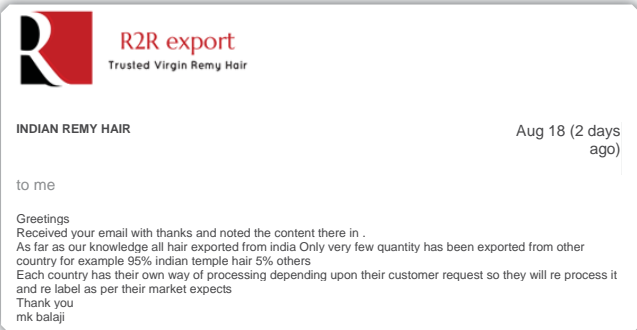 R2R export
Trusted Virgin Remy Hair
INDIAN REMY HAIR
Aug 18 (2 days
ago)
to me
Greetings
Received your email with thanks and noted the content there in .
As far as our knowledge all hair exported from india Only very few quantity has been exported from other
country for example 95% indian temple hair 5% others
Each country has their own way of processing depending upon their customer request so they will re process it
and re label as per their market expects
Thank you
mk balaji